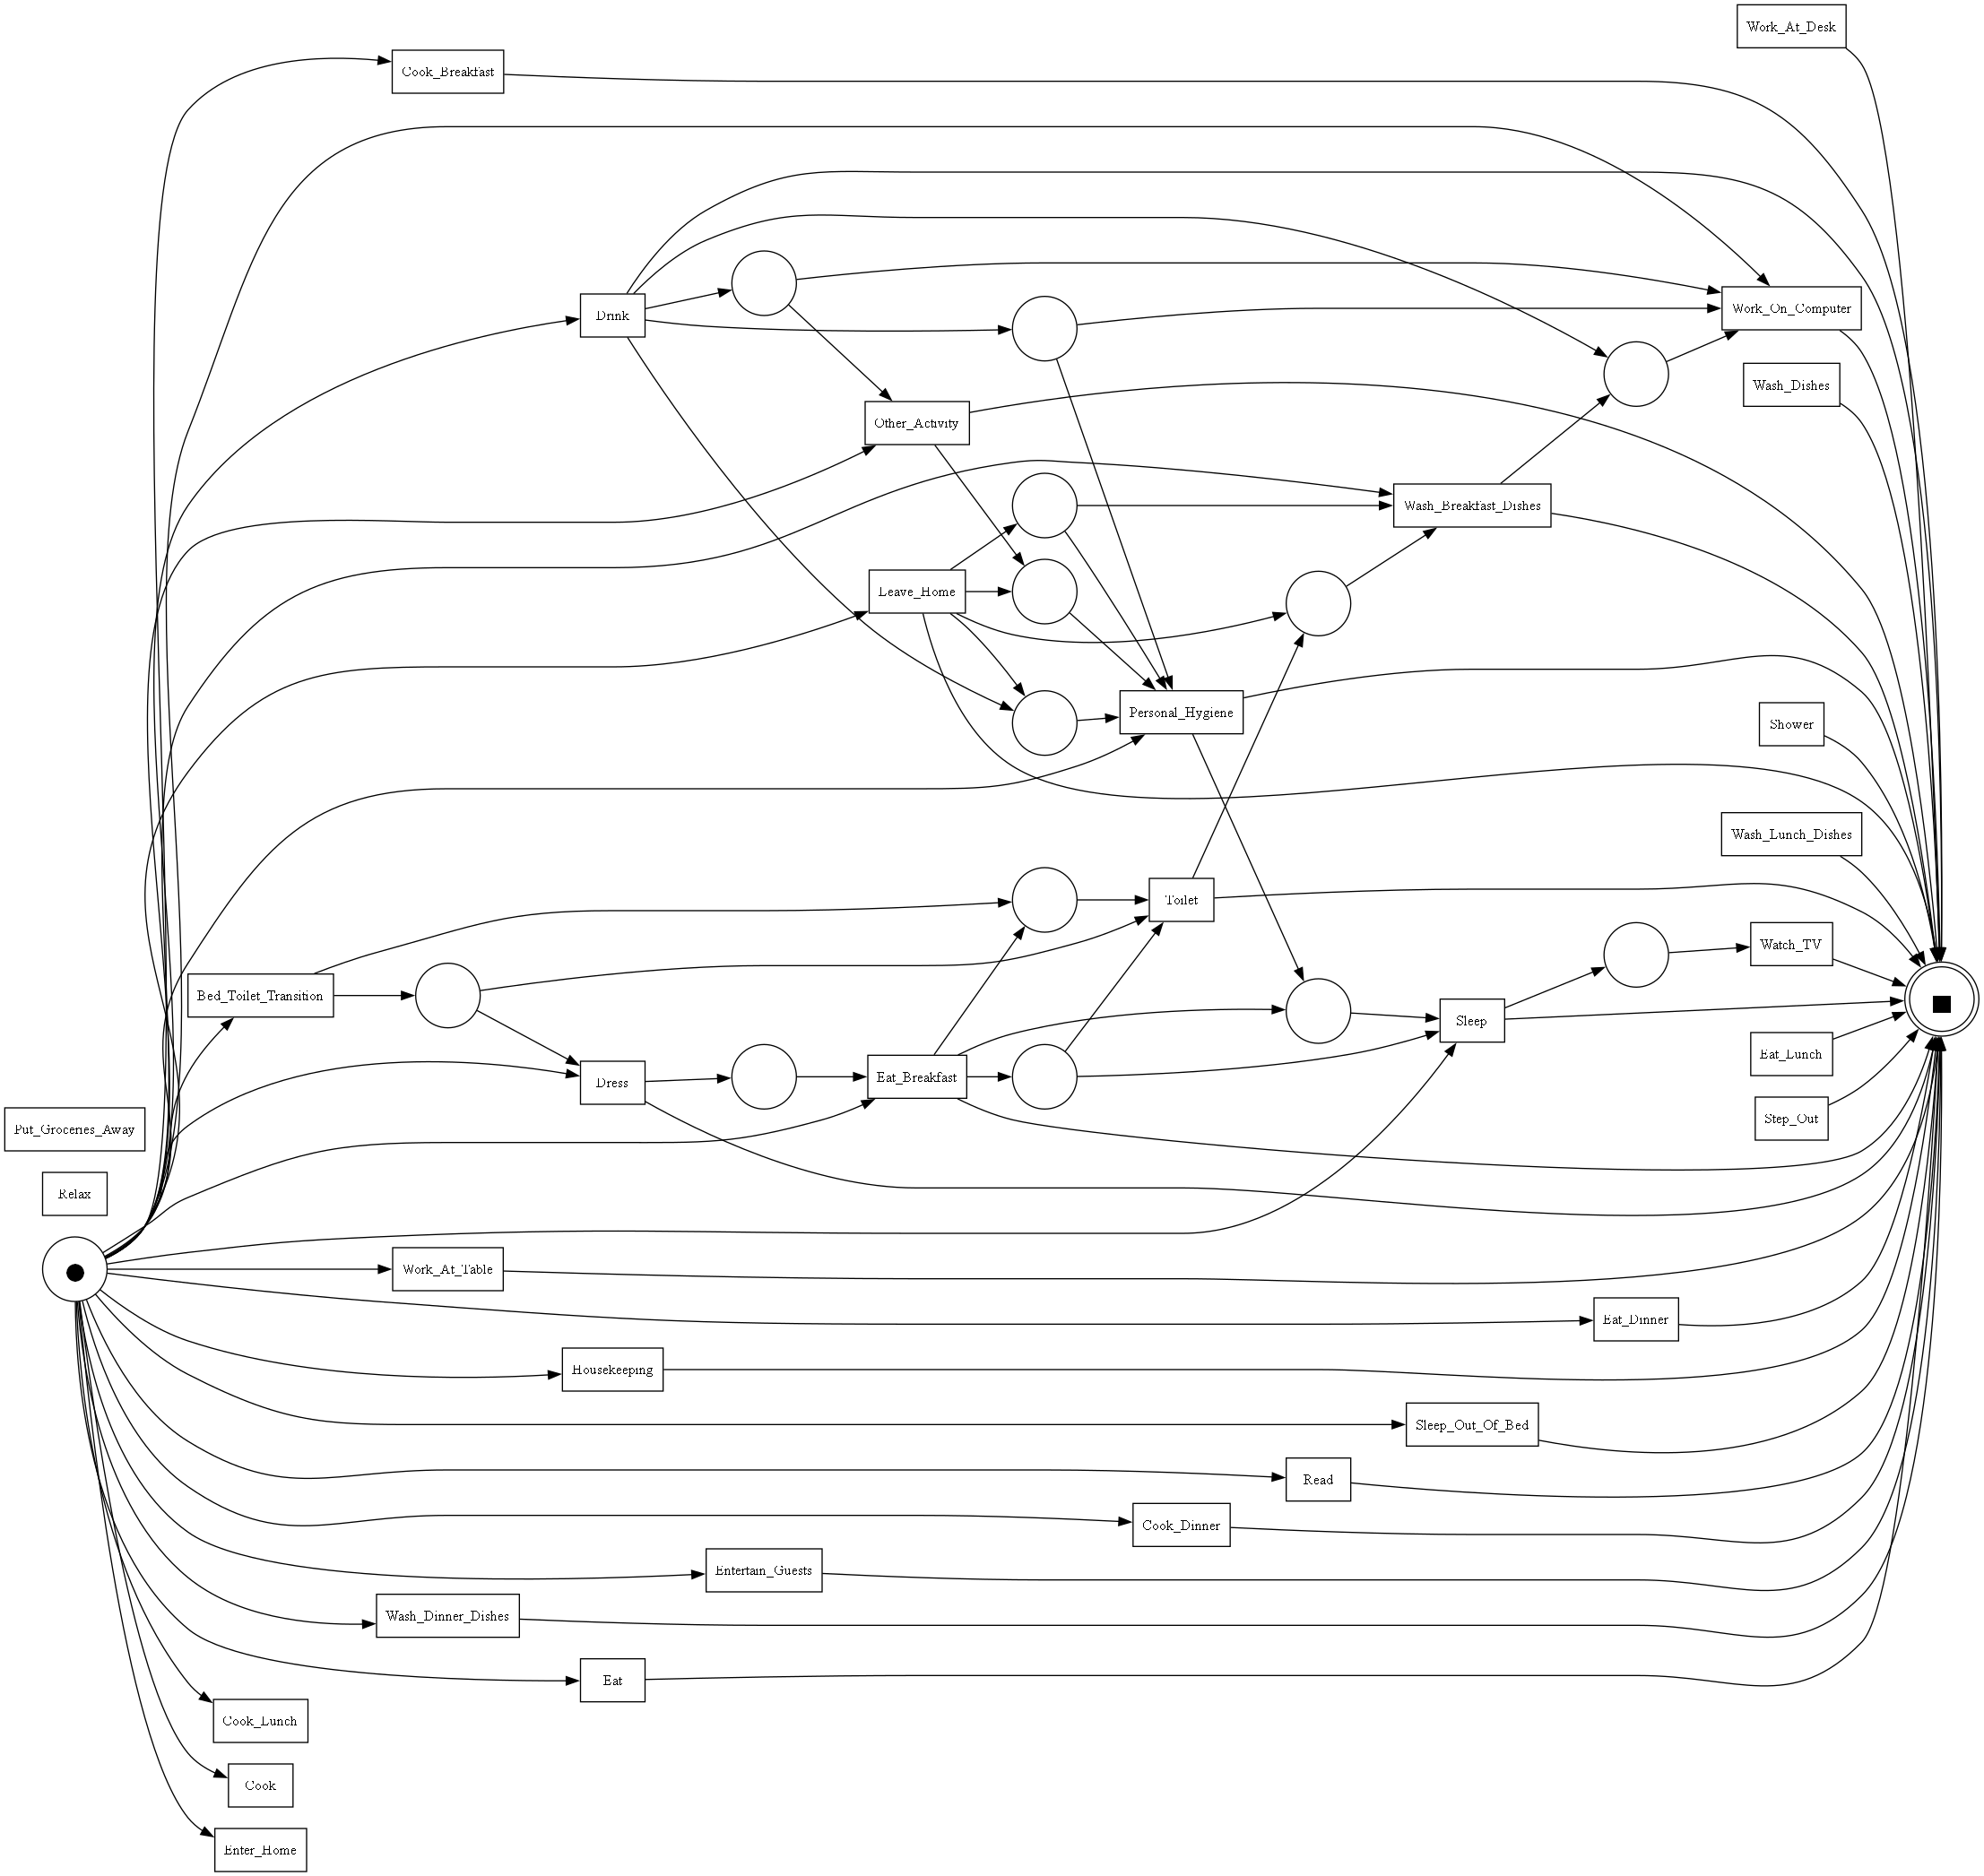 Work_At_Desk
Cook_Breakfast
Drink
Work_On_Computer
Wash_Dishes
Other_Activity
Wash_Breakfast_Dishes
Leave_Home
Personal_Hygiene
Shower
Wash_Lunch_Dishes
Toilet
Watch_TV
Bed_Toilet_Transition
Sleep
Eat_Lunch
Dress
Eat_Breakfast
Step_Out
Put_Groceries_Away
Relax
Work_At_Table
Eat_Dinner
Housekeeping
Sleep_Out_Of_Bed
Read
Cook_Dinner
Entertain_Guests
Wash_Dinner_Dishes
Eat
Cook_Lunch
Cook
Enter_Home